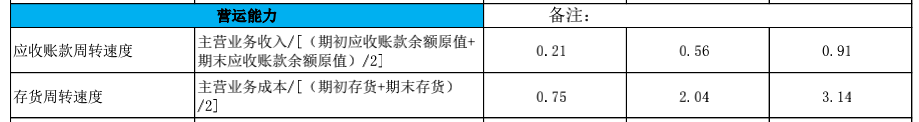 营运能力 备注：
应收账款周转速度 主营业务收入/[（期初应收账款余额原值+
期末应收账款余额原值）/2] 0.21 0.56 0.91
存货周转速度 主营业务成本/[（期初存货+期末存货）
/2] 0.75 2.04 3.14